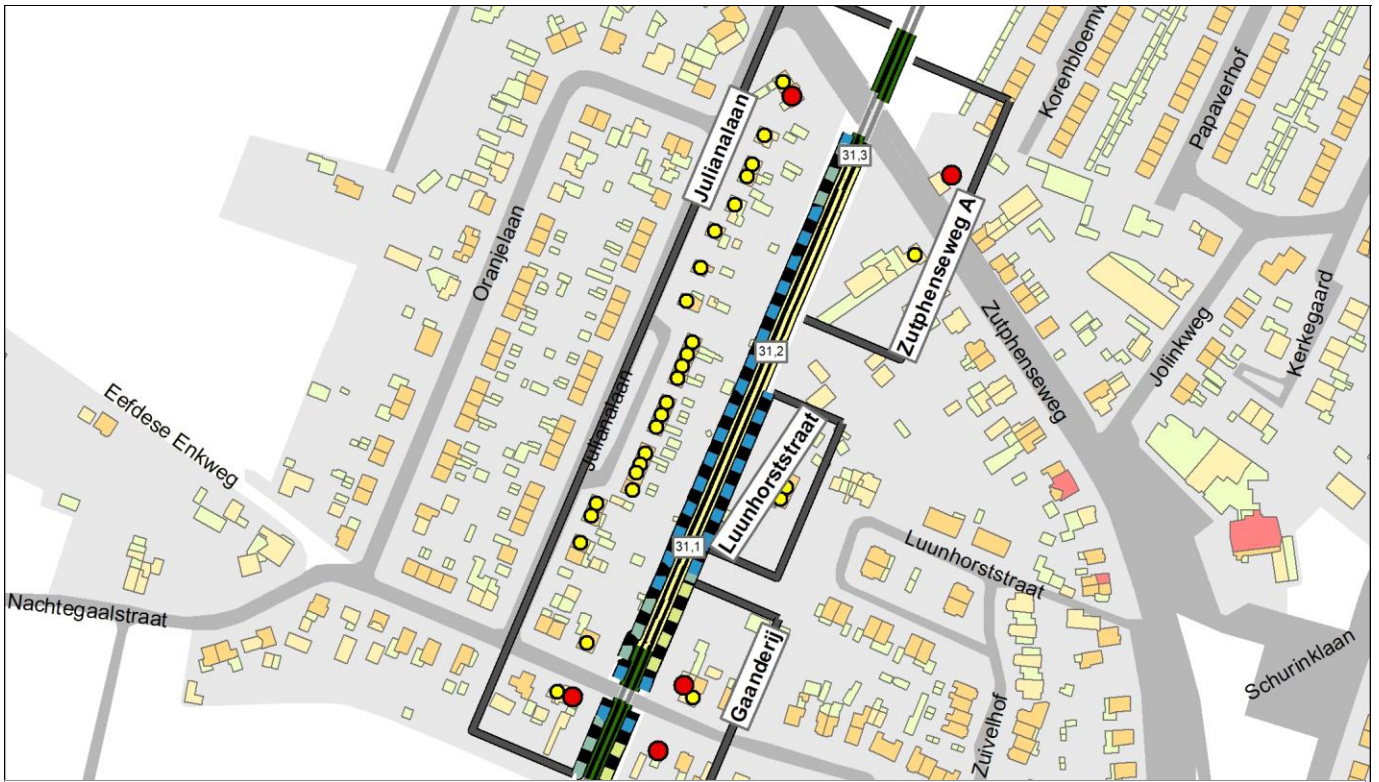 Korenbloemw
Papaverhof
Julianalaan
31,3
Oranjelaan
Zutphenseweg A
Zutphenseweg
Jolinkweg
Kerkegaard
31,2
Julianalaan
Eefdese Enkweg
Luunhorststraat
31,1
Luunhorststraat
Nachtegaalstraat
Gaanderij
Schurinklaan
Zuivelhof